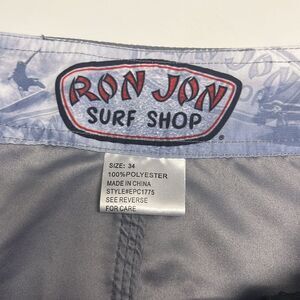 RON JON
SURF SHOP
®
SIZE: 34
100%POLYESTER
MADE IN CHINA
STYLE#EPC1775
SEE REVERSE
FOR CARE